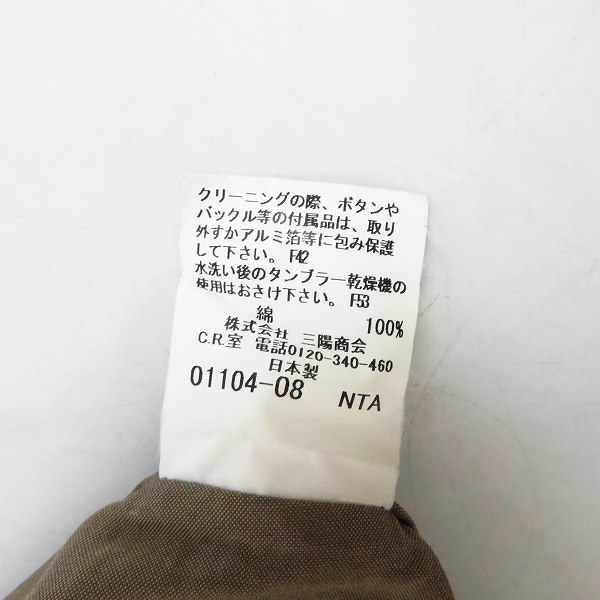 クリーニングの際、ボタンや
バックル等の付属品は、取り
外すかアルミ箔等に包み保護
して下さい。 F42
水洗い後のタンブラー乾燥機の
使用はおさけ下さい。 F53
綿 100%
株式会社 三陽商会
C.R.室 電話0120-340-460
日本製
01104-08 NTA